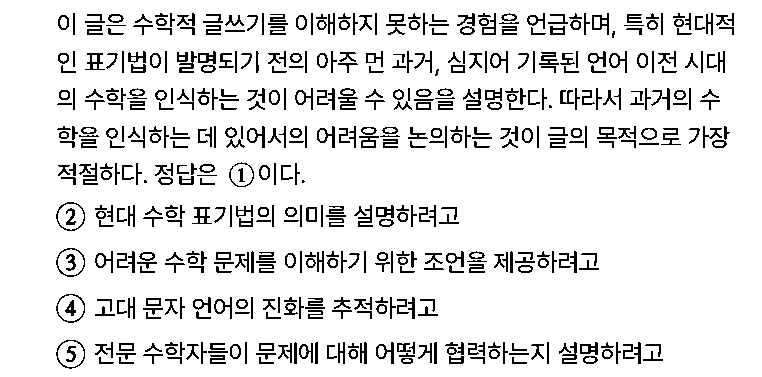 이 글은 수학적 글쓰기를 이해하지 못하는 경험을 언급하며, 특히 현대적
인 표기법이 발명되기 전의 아주 먼 과거, 심지어 기록된 언어 이전 시대
의 수학을 인식하는 것이 어려울 수 있음을 설명한다. 따라서 과거의 수
학을 인식하는 데 있어서의 어려움을 논의하는 것이 글의 목적으로 가장
적절하다. 정답은 ①이다.
② 현대 수학 표기법의 의미를 설명하려고
③ 어려운 수학 문제를 이해하기 위한 조언을 제공하려고
④ 고대 문자 언어의 진화를 추적하려고
⑤ 전문 수학자들이 문제에 대해 어떻게 협력하는지 설명하려고